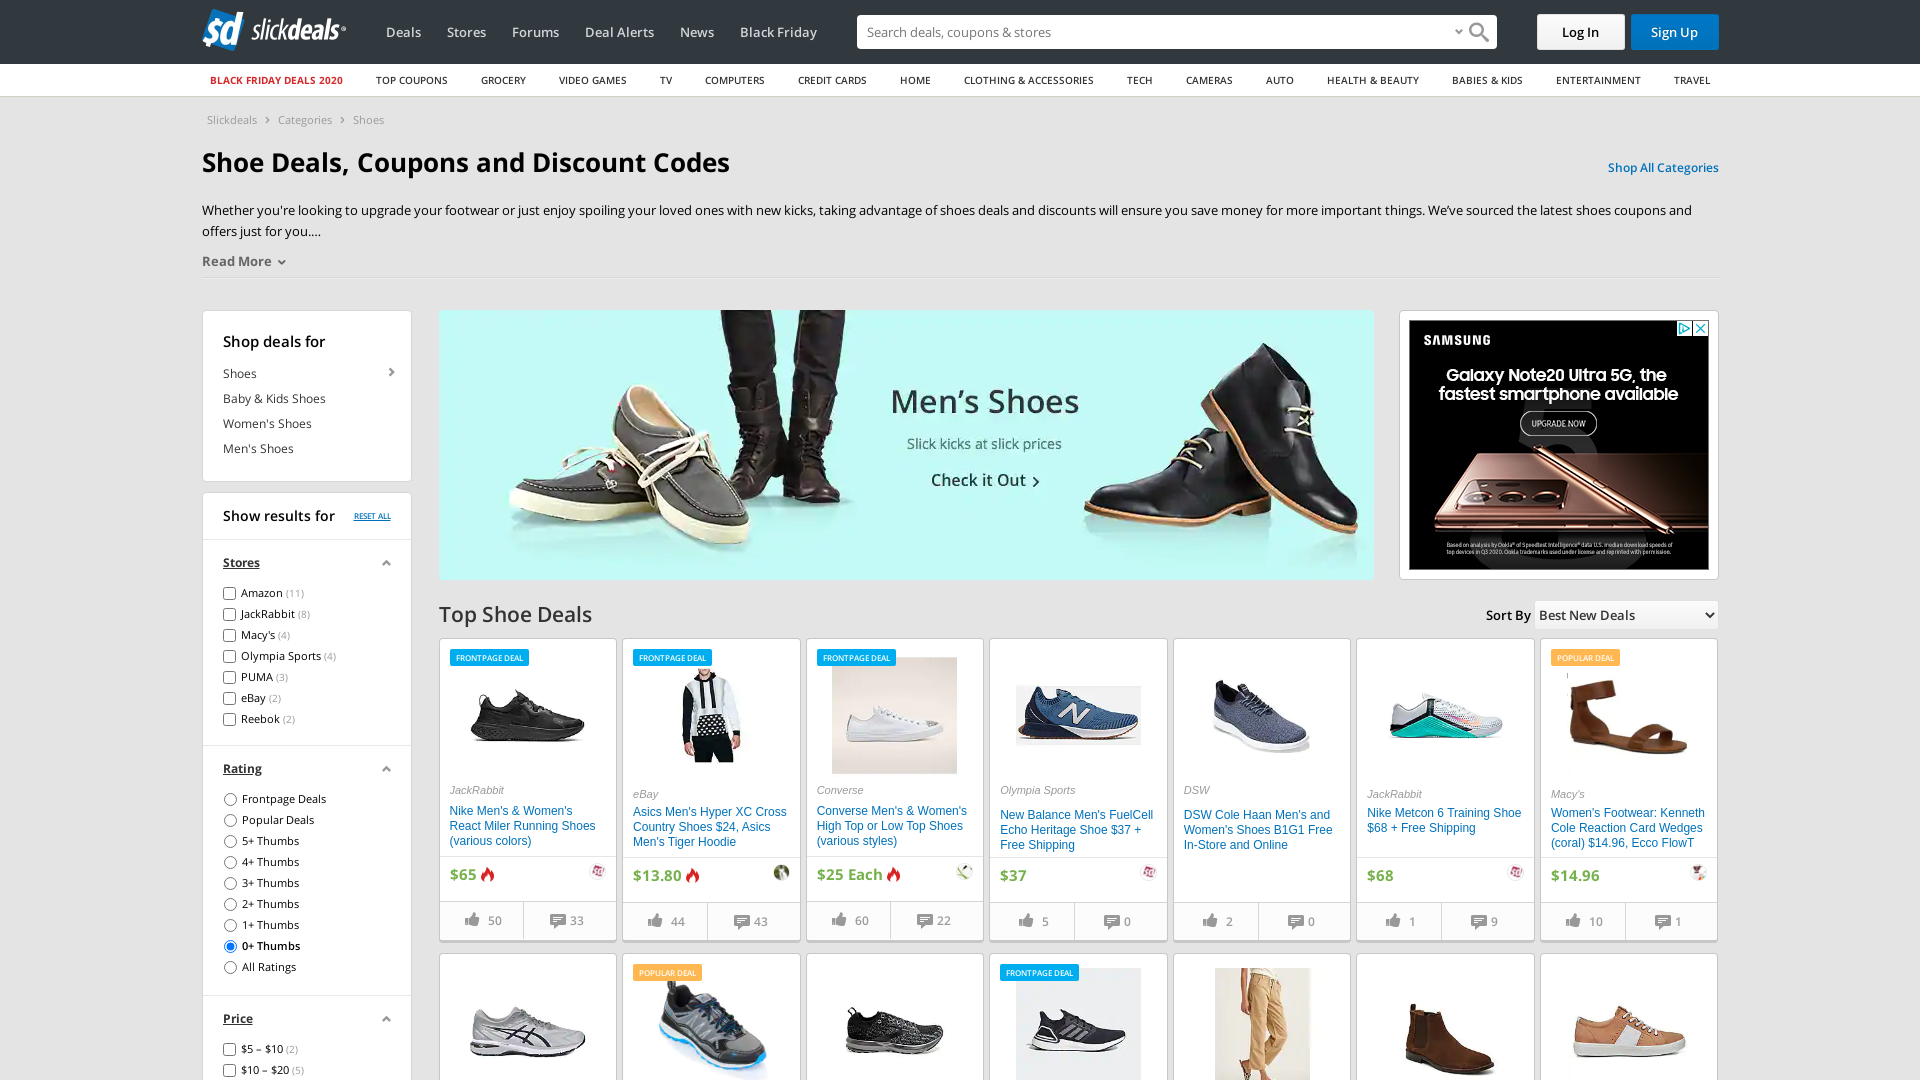 sd slickdeals
Deals
Stores
Forums
Deal Alerts
News
Black Friday
Search deals, coupons & stores
Log In
Sign Up
BLACK FRIDAY DEALS 2020
TOP COUPONS
GROCERY
VIDEO GAMES
TV
COMPUTERS
CREDIT CARDS
HOME
CLOTHING & ACCESSORIES
TECH
CAMERAS
AUTO
HEALTH & BEAUTY
BABIES & KIDS
ENTERTAINMENT
TRAVEL
Slickdeals > Categories > Shoes
Shoe Deals, Coupons and Discount Codes
Shop All Categories
Whether you're looking to upgrade your footwear or just enjoy spoiling your loved ones with new kicks, taking advantage of shoes deals and discounts will ensure you save money for more important things. We've sourced the latest shoes coupons and
offers just for you....
Read More
Shop deals for
Shoes
Baby & Kids Shoes
Women's Shoes
Men's Shoes
Show results for
RESET ALL
Stores
Amazon (11)
JackRabbit (8)
Macy's (4)
Olympia Sports (4)
PUMA (3)
eBay (2)
Reebok (2)
Rating
Frontpage Deals
Popular Deals
5+ Thumbs
4+ Thumbs
3+ Thumbs
2+ Thumbs
1+ Thumbs
0+ Thumbs
All Ratings
Price
$5 – $10 (2)
$10 – $20 (5)
Men's Shoes
Slick kicks at slick prices
Check it Out >
SAMSUNG
Galaxy Note20 Ultra 5G, the
fastest smartphone available
UPGRADE NOW
Based on analysis by Ookla® of Speedtest Intelligence® data U.S. median download speeds of
top devices in Q3 2020. Ookla trademarks used under license and reprinted with permission.
Top Shoe Deals
Sort By Best New Deals
FRONTPAGE DEAL
JackRabbit
Nike Men's & Women's
React Miler Running Shoes
(various colors)
$65
50
33
FRONTPAGE DEAL
eBay
Asics Men's Hyper XC Cross
Country Shoes $24, Asics
Men's Tiger Hoodie
$13.80
44
43
FRONTPAGE DEAL
Converse
Converse Men's & Women's
High Top or Low Top Shoes
(various styles)
$25 Each
60
22
Olympia Sports
New Balance Men's FuelCell
Echo Heritage Shoe $37 +
Free Shipping
$37
5
0
DSW
DSW Cole Haan Men's and
Women's Shoes B1G1 Free
In-Store and Online
2
0
JackRabbit
Nike Metcon 6 Training Shoe
$68 + Free Shipping
$68
1
9
POPULAR DEAL
Macy's
Women's Footwear: Kenneth
Cole Reaction Card Wedges
(coral) $14.96, Ecco FlowT
$14.96
10
1
POPULAR DEAL
FRONTPAGE DEAL